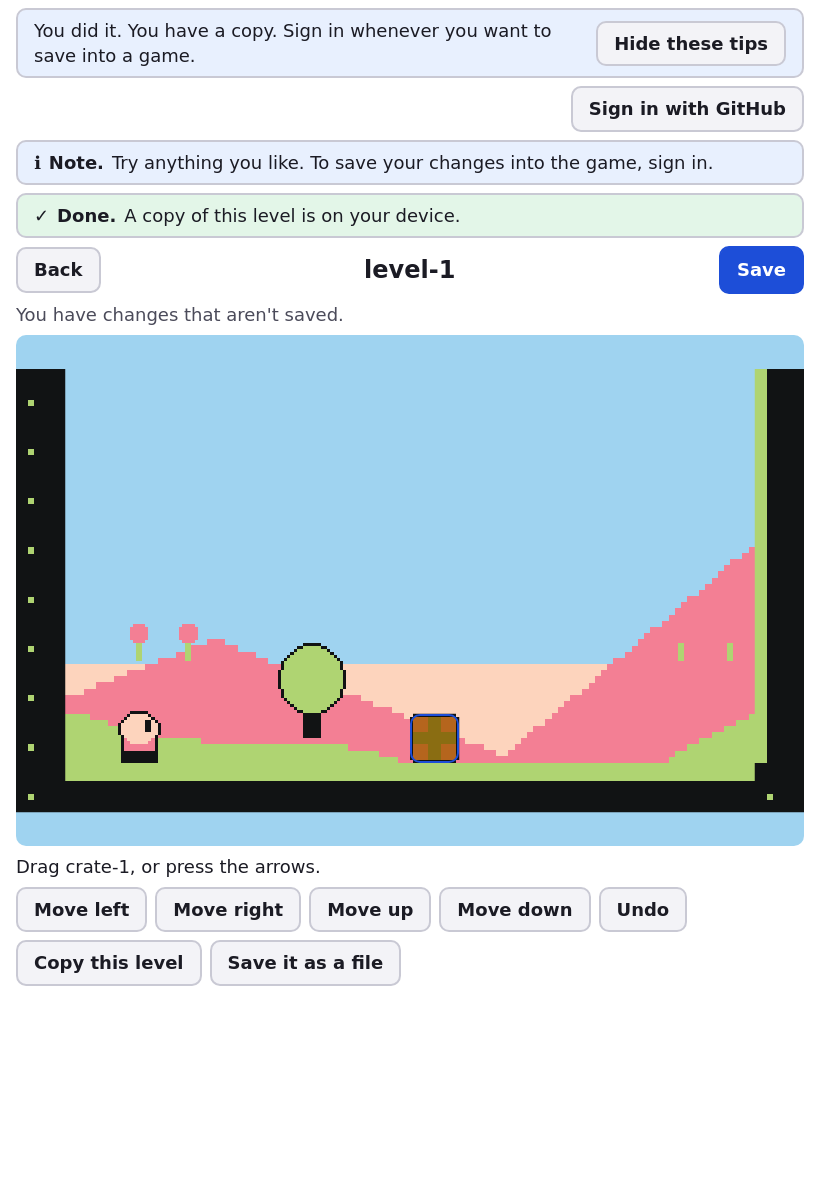 You did it. You have a copy. Sign in whenever you want to
save into a game.
Hide these tips
Sign in with GitHub
ℹ Note. Try anything you like. To save your changes into the game, sign in.
✓ Done. A copy of this level is on your device.
Back
level-1
Save
You have changes that aren't saved.
Drag crate-1, or press the arrows.
Move left
Move right
Move up
Move down
Undo
Copy this level
Save it as a file